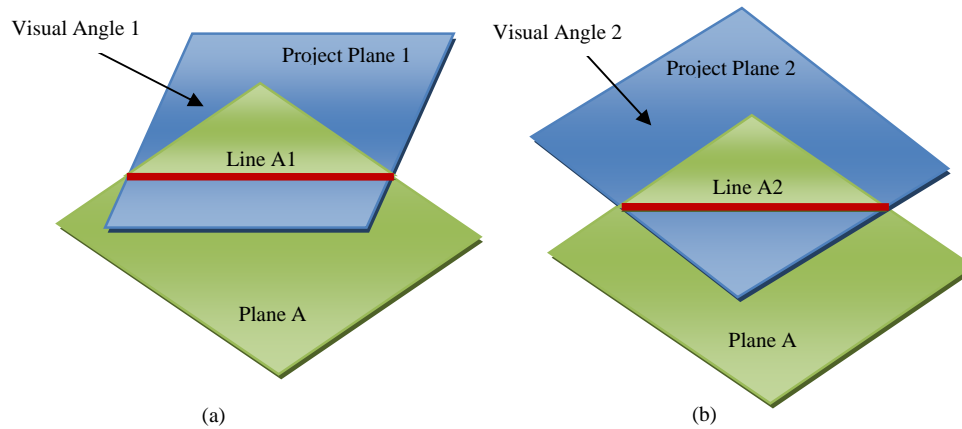 Visual Angle 1
Project Plane 1
Line A1
Plane A
(a)
Visual Angle 2
Project Plane 2
Line A2
Plane A
(b)